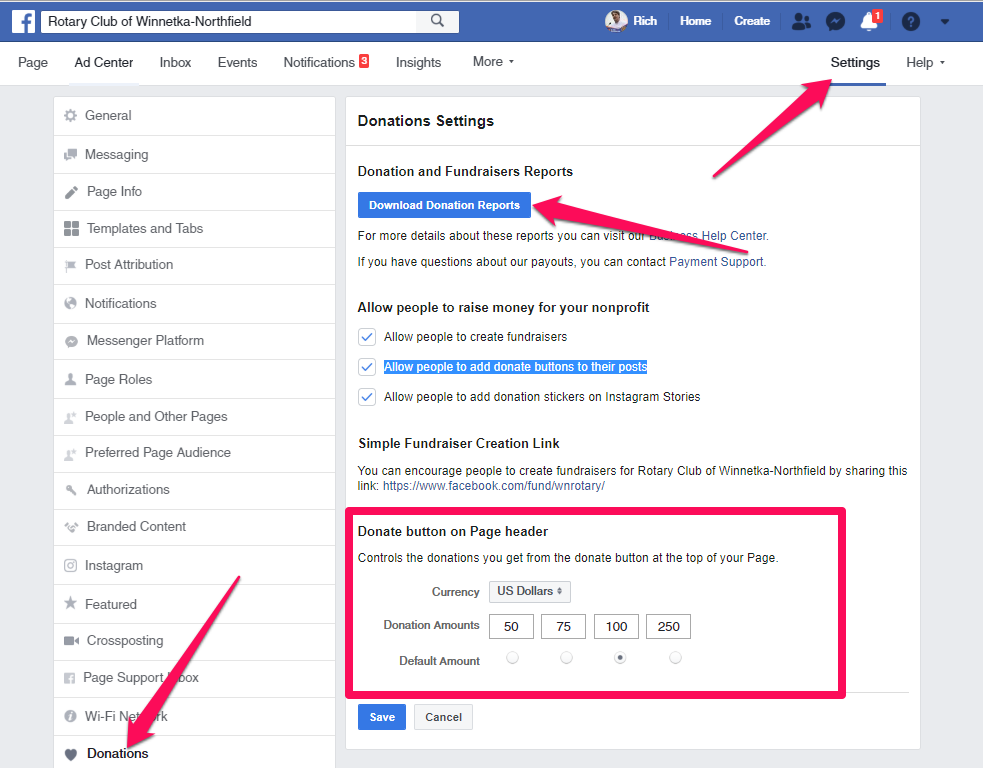 Rotary Club of Winnetka-Northfield
Rich
Home
Create
1
?
Page
Ad Center
Inbox
Events
Notifications 3
Insights
More
Settings
Help
General
Messaging
Page Info
Templates and Tabs
Post Attribution
Notifications
Messenger Platform
Page Roles
People and Other Pages
Preferred Page Audience
Authorizations
Branded Content
Instagram
Featured
Crossposting
Page Support Inbox
Wi-Fi Network
Donations
Donations Settings
Donation and Fundraisers Reports
Download Donation Reports
For more details about these reports you can visit our Business Help Center.
If you have questions about our payouts, you can contact Payment Support.
Allow people to raise money for your nonprofit
Allow people to create fundraisers
Allow people to add donate buttons to their posts
Allow people to add donation stickers on Instagram Stories
Simple Fundraiser Creation Link
You can encourage people to create fundraisers for Rotary Club of Winnetka-Northfield by sharing this
link: https://www.facebook.com/fund/wnrotary/
Donate button on Page header
Controls the donations you get from the donate button at the top of your Page.
Currency US Dollars
Donation Amounts 50 75 100 250
Default Amount
Save Cancel